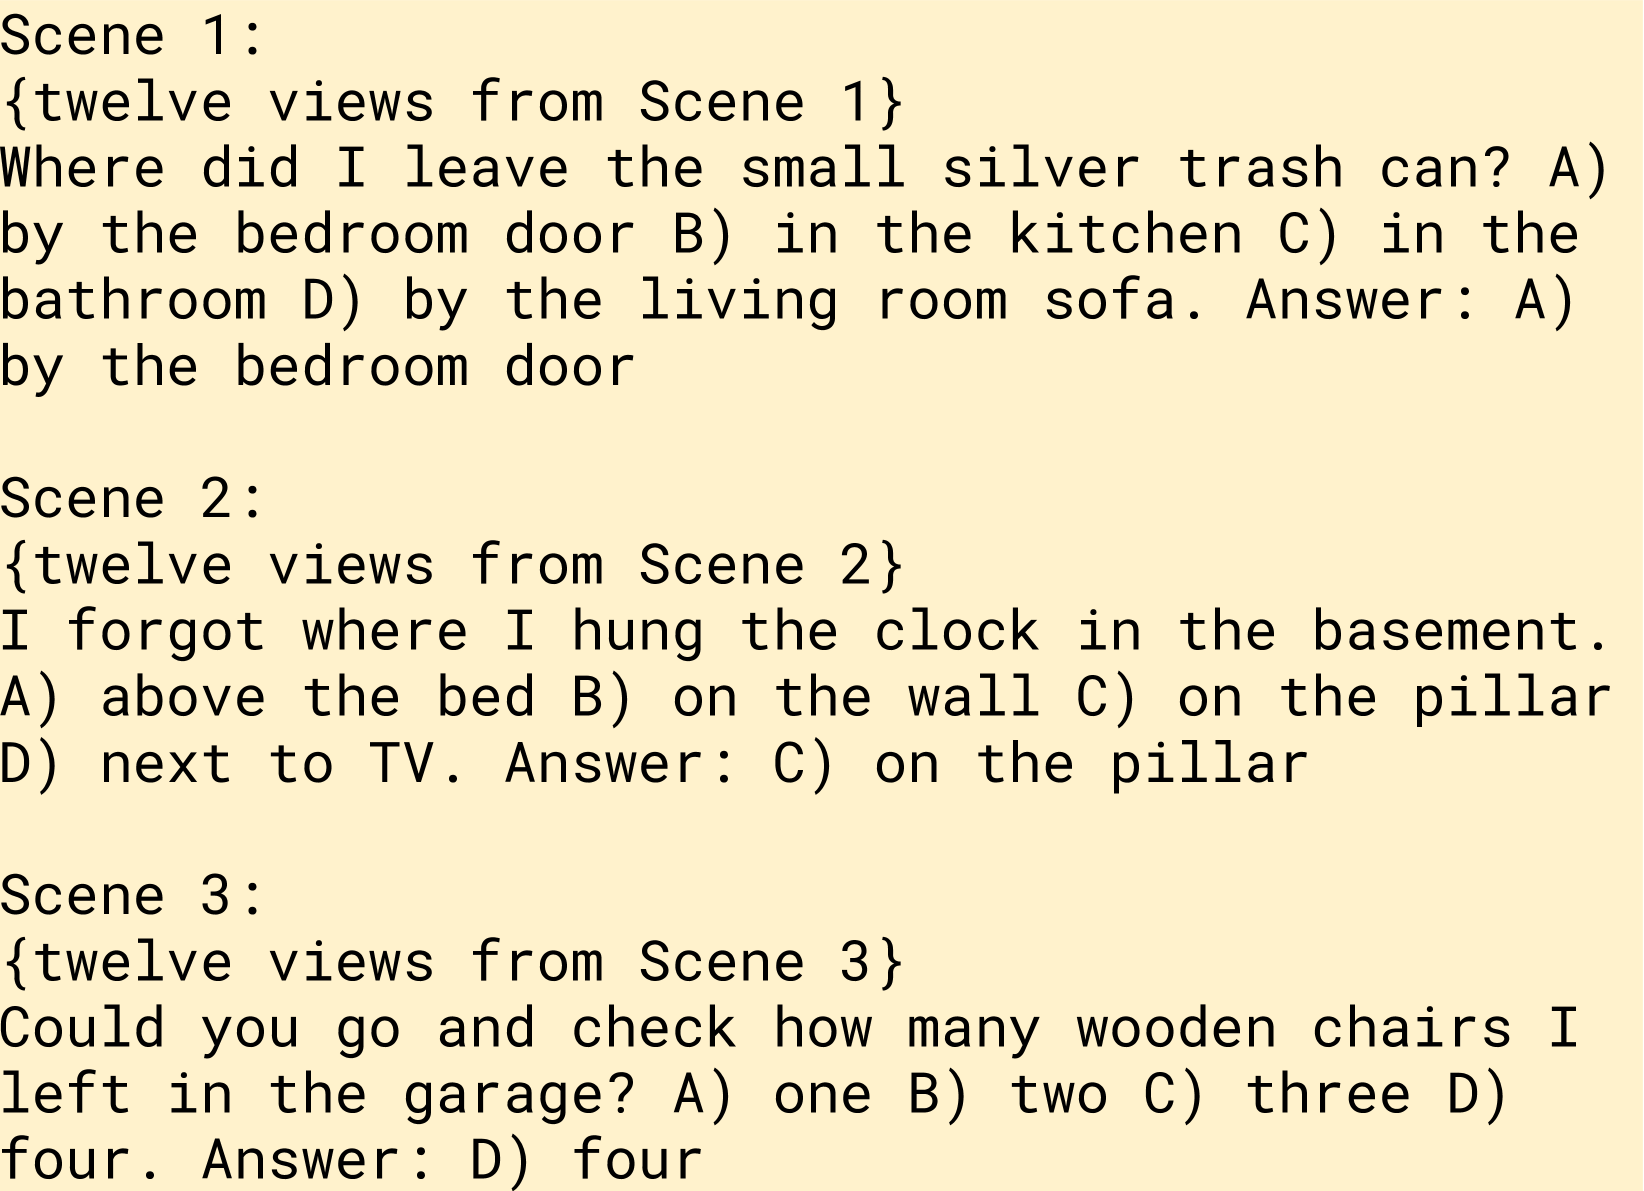 Scene 1:
{twelve views from Scene 1}
Where did I leave the small silver trash can? A)
by the bedroom door B) in the kitchen C) in the
bathroom D) by the living room sofa. Answer: A)
by the bedroom door
Scene 2:
{twelve views from Scene 2}
I forgot where I hung the clock in the basement.
A) above the bed B) on the wall C) on the pillar
D) next to TV. Answer: C) on the pillar
Scene 3:
{twelve views from Scene 3}
Could you go and check how many wooden chairs I
left in the garage? A) one B) two C) three D)
four. Answer: D) four